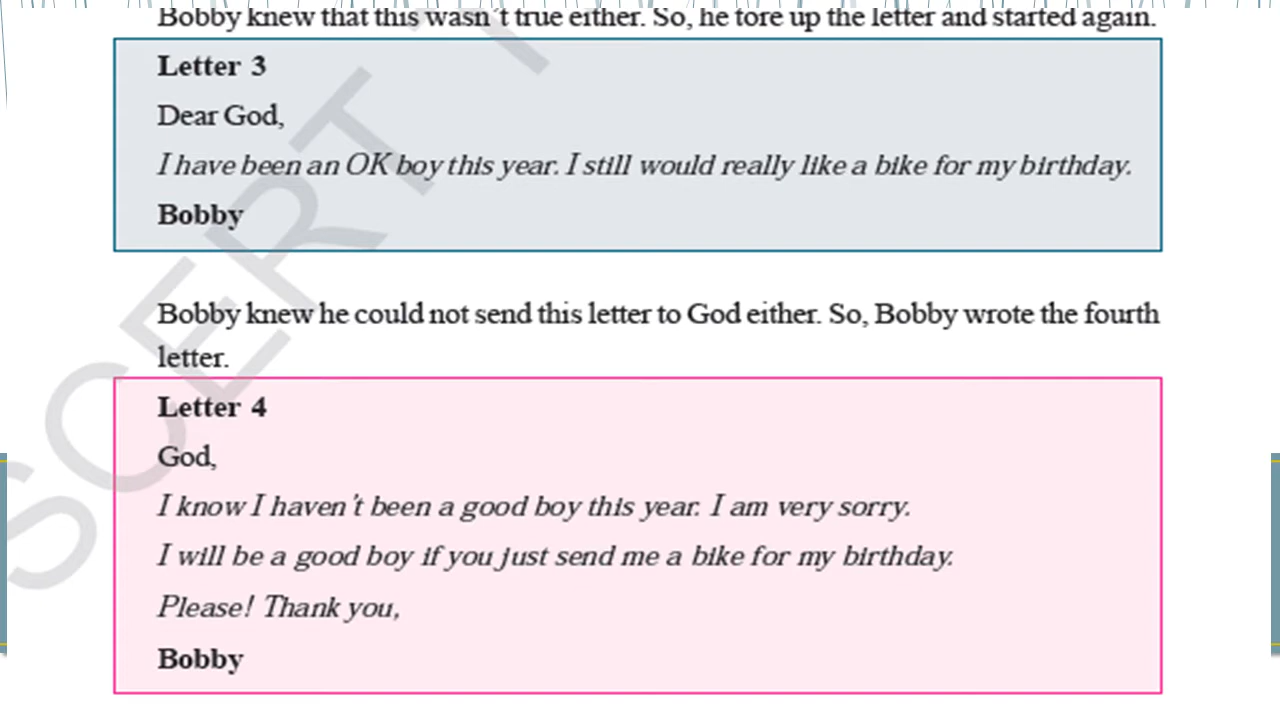 Bobby knew that this wasn't true either. So, he tore up the letter and started again.
Letter 3
Dear God,
I have been an OK boy this year. I still would really like a bike for my birthday.
Bobby
Bobby knew he could not send this letter to God either. So, Bobby wrote the fourth
letter.
Letter 4
God,
I know I haven't been a good boy this year. I am very sorry.
I will be a good boy if you just send me a bike for my birthday.
Please! Thank you,
Bobby
SCERT